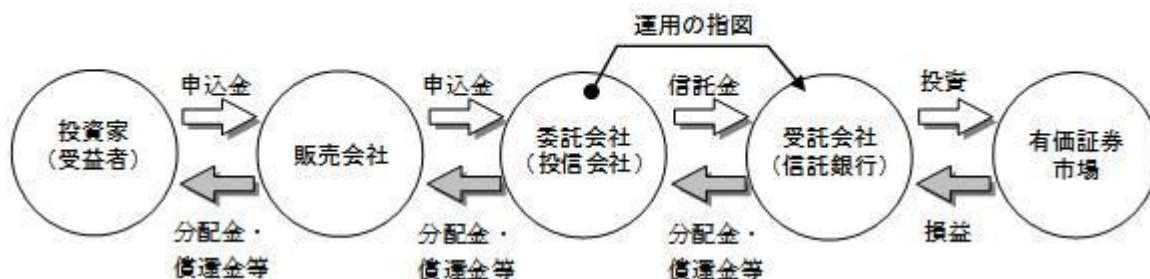 運用の指図
申込金
申込金
信託金
投資
投資家
(受益者)
販売会社
委託会社
(投信会社)
受託会社
(信託銀行)
有価証券
市場
分配金・
償還金等
分配金・
償還金等
分配金・
償還金等
損益